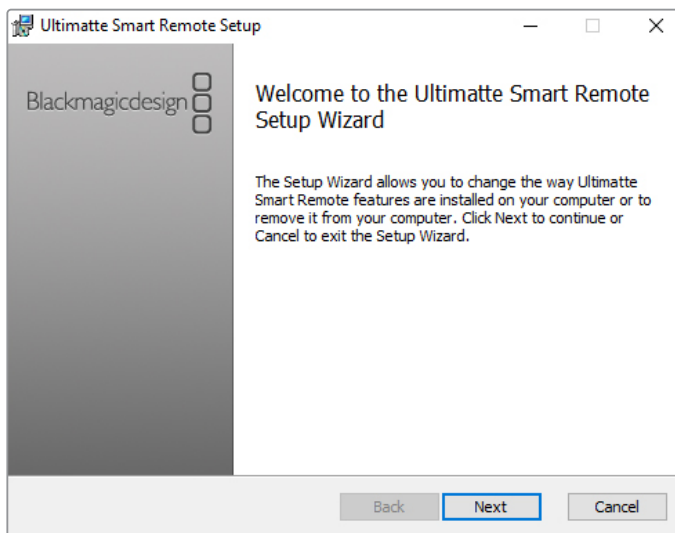 Ultimatte Smart Remote Setup
Blackmagicdesign
Welcome to the Ultimatte Smart Remote
Setup Wizard
The Setup Wizard allows you to change the way Ultimatte
Smart Remote features are installed on your computer or to
remove it from your computer. Click Next to continue or
Cancel to exit the Setup Wizard.
Back Next Cancel